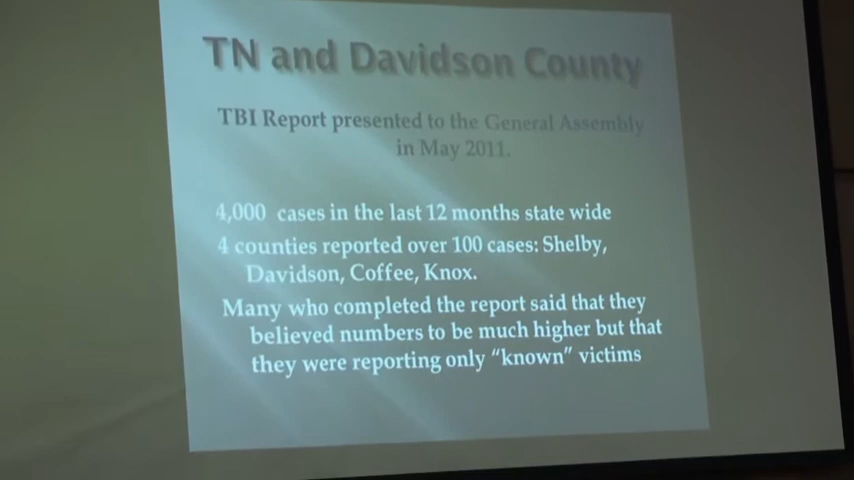 TN and Davidson County
TBI Report presented to the General Assembly
in May 2011.
4,000 cases in the last 12 months state wide
4 counties reported over 100 cases: Shelby,
Davidson, Coffee, Knox.
Many who completed the report said that they
believed numbers to be much higher but that
they were reporting only “known” victims